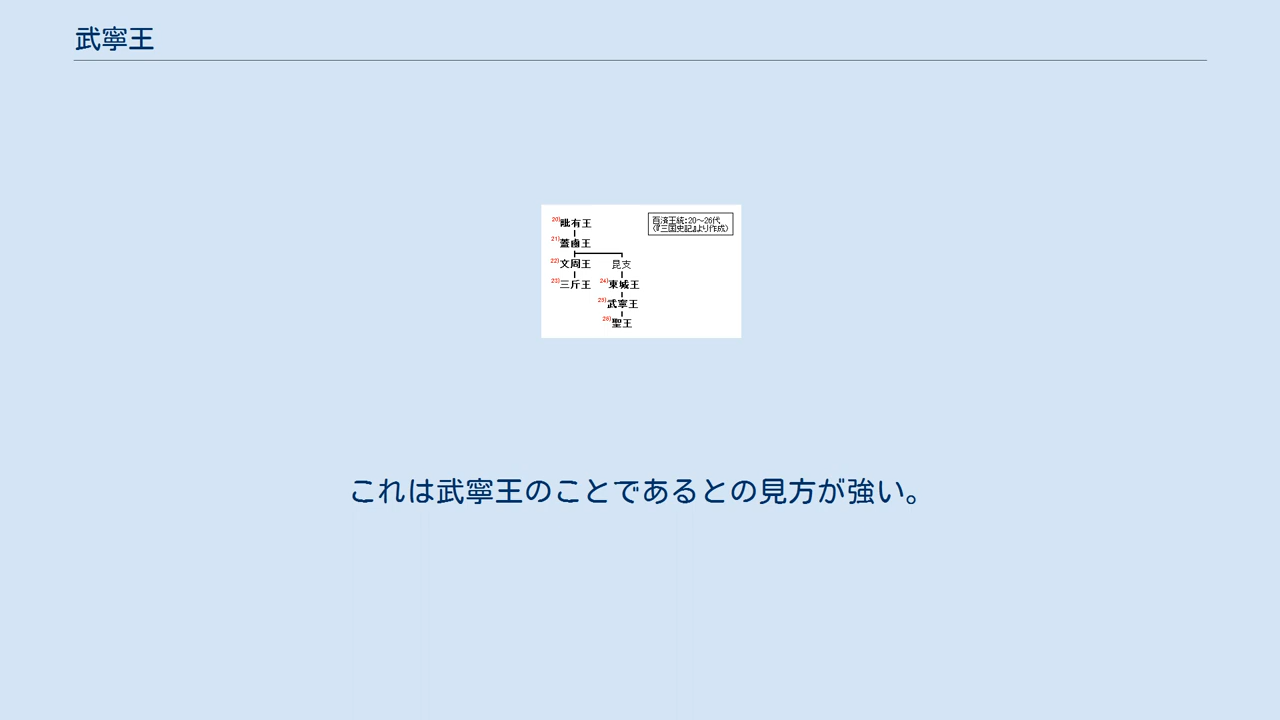 武寧王
百済王統:20〜26代
(『三国史記』より作成)
20)毗有王
21)蓋鹵王
22)文周王 昆支
23)三斤王 24)東城王
25)武寧王
26)聖王
これは武寧王のことであるとの見方が強い。